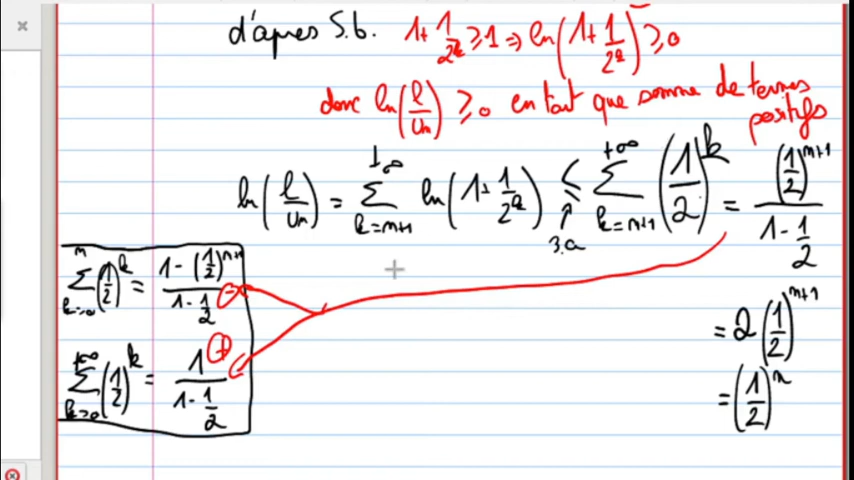 d'après 5.b. 1+1/2^k ≥ 1 ⇒ ln(1+1/2^k) ≥ 0
donc ln(l/un) ≥ 0 en tant que somme de termes
positifs
ln(l/un) = Σ_{k=n+1}^{+∞} ln(1+1/2^k) ≤ Σ_{k=n+1}^{+∞} (1/2)^k = (1/2)^{n+1} / (1-1/2)
3.a
Σ_{k=0}^{n} (1/2)^k = (1-(1/2)^{n+1}) / (1-1/2) −
= 2(1/2)^{n+1}
Σ_{k=0}^{+∞} (1/2)^k = 1 / (1-1/2) +
= (1/2)^n